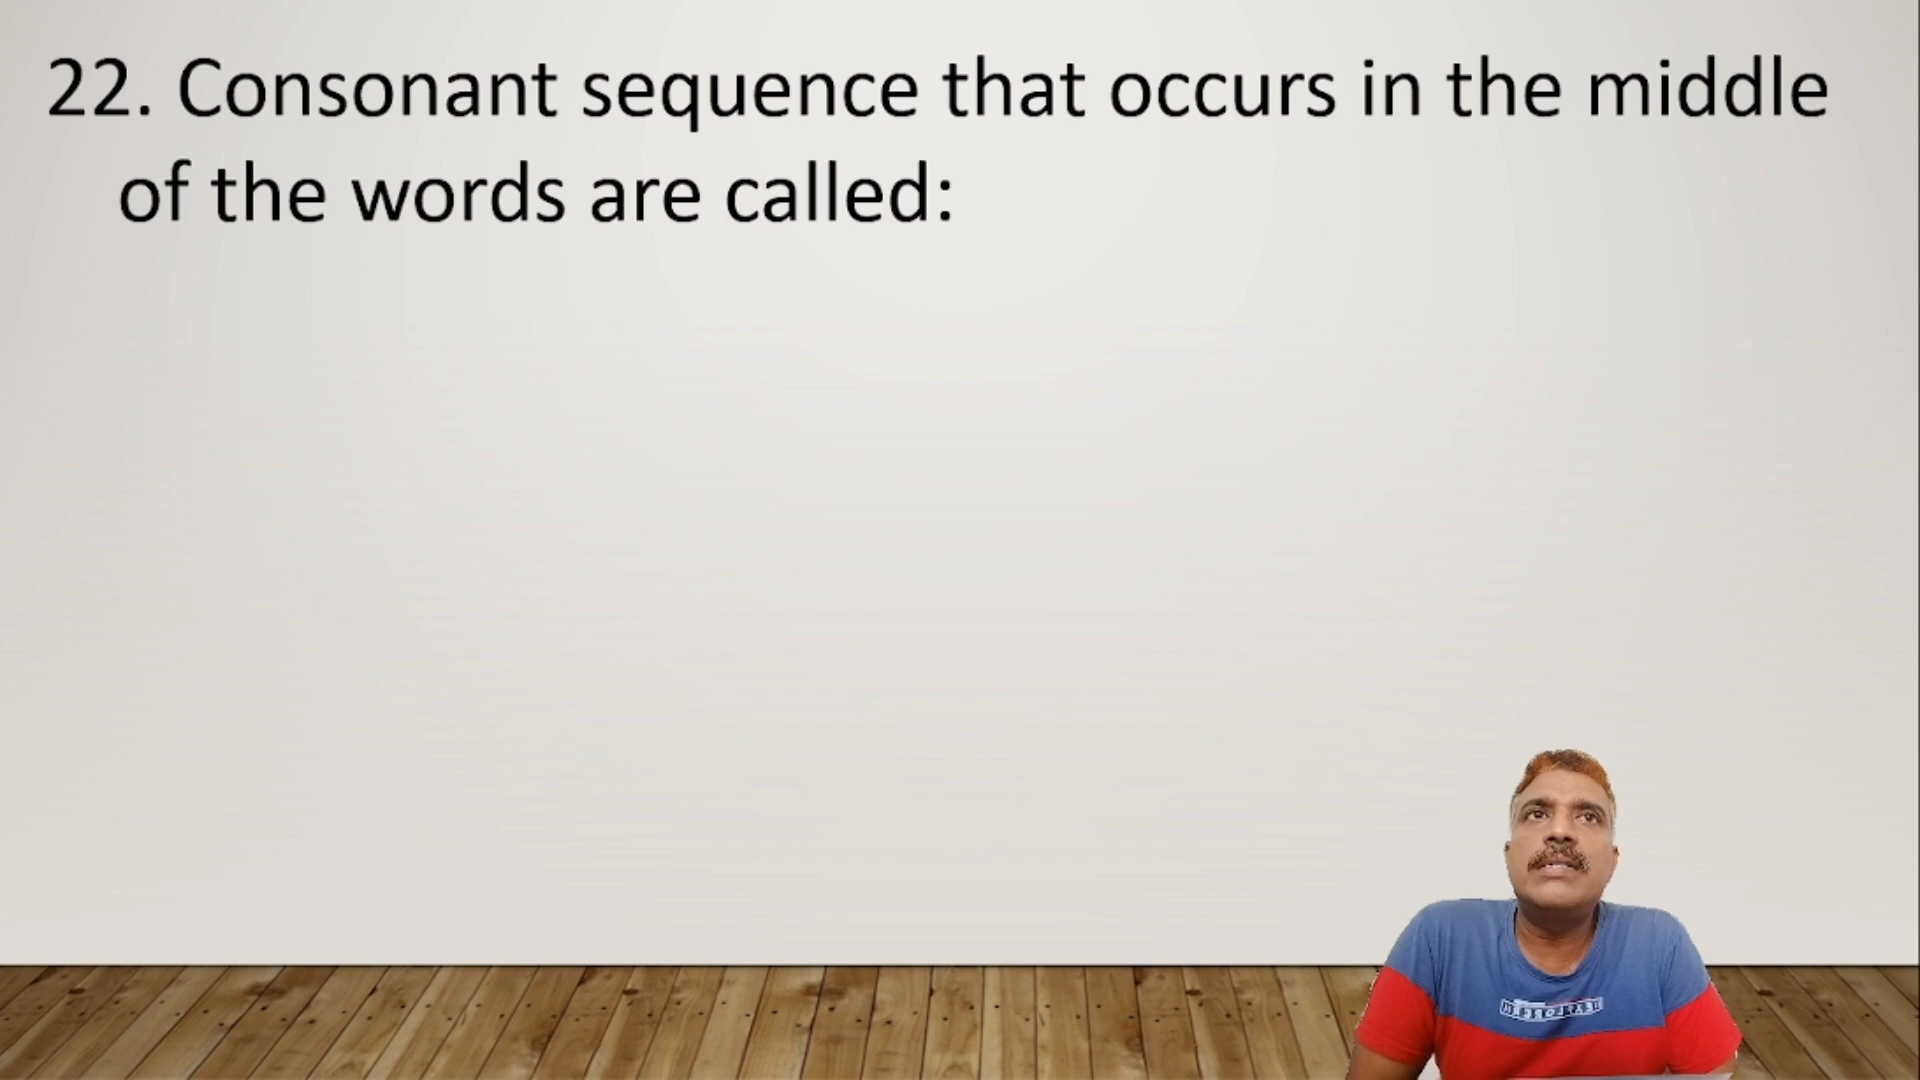 22. Consonant sequence that occurs in the middle
of the words are called: